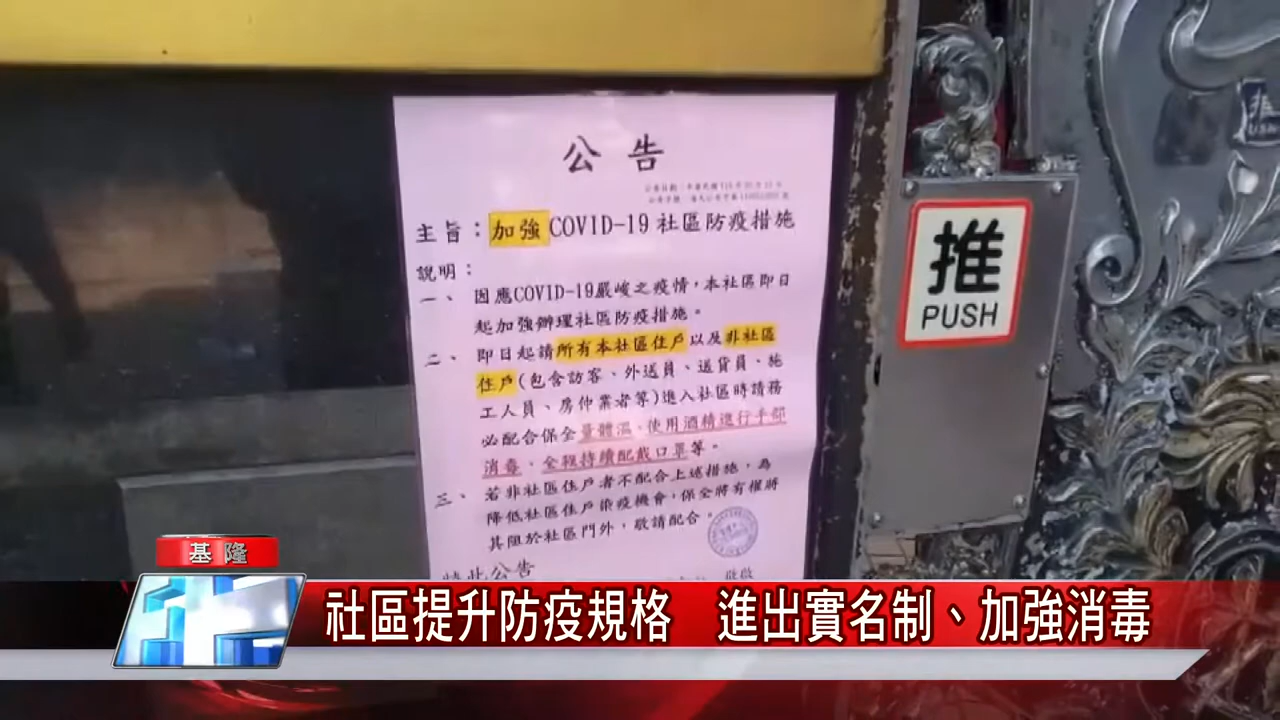 公告
主旨：加強COVID-19社區防疫措施
說明：
一、因應COVID-19嚴峻之疫情，本社區即日
起加強辦理社區防疫措施。
二、即日起請所有本社區住戶以及非社區
住戶(包含訪客、外送員、送貨員、施
工人員、房仲業者等)進入社區時請務
必配合保全量體溫、使用酒精進行手部
消毒、全程持續配戴口罩等。
三、若非社區住戶者不配合上述措施，為
降低社區住戶染疫機會，保全將有權將
其阻於社區門外，敬請配合。
特此公告
推
PUSH
基隆
社區提升防疫規格 進出實名制、加強消毒